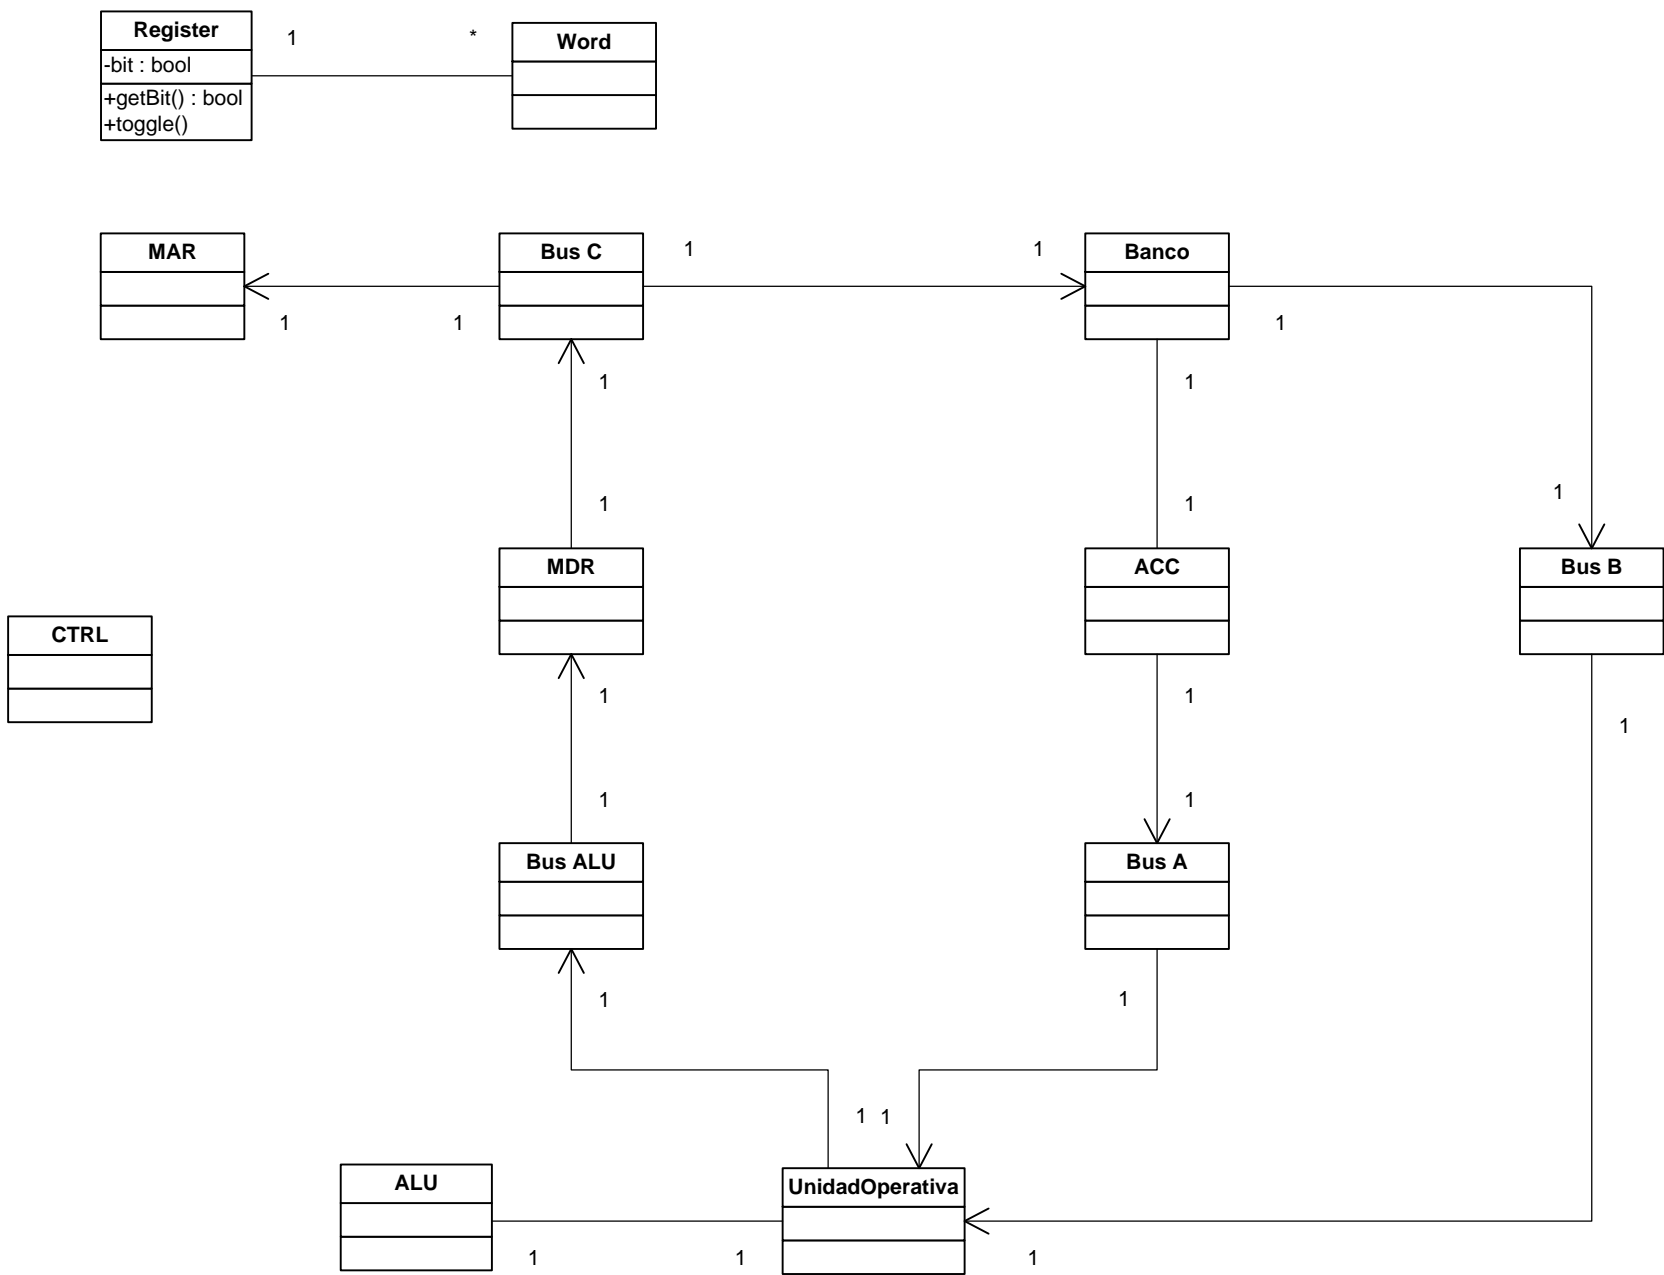 Register
-bit : bool
+getBit() : bool
+toggle()
1
*
Word
MAR
1
1
Bus C
1
1
Banco
1
1
1
1
1
1
1
MDR
ACC
Bus B
CTRL
1
1
1
1
1
Bus ALU
Bus A
1
1
1 1
ALU
UnidadOperativa
1
1
1